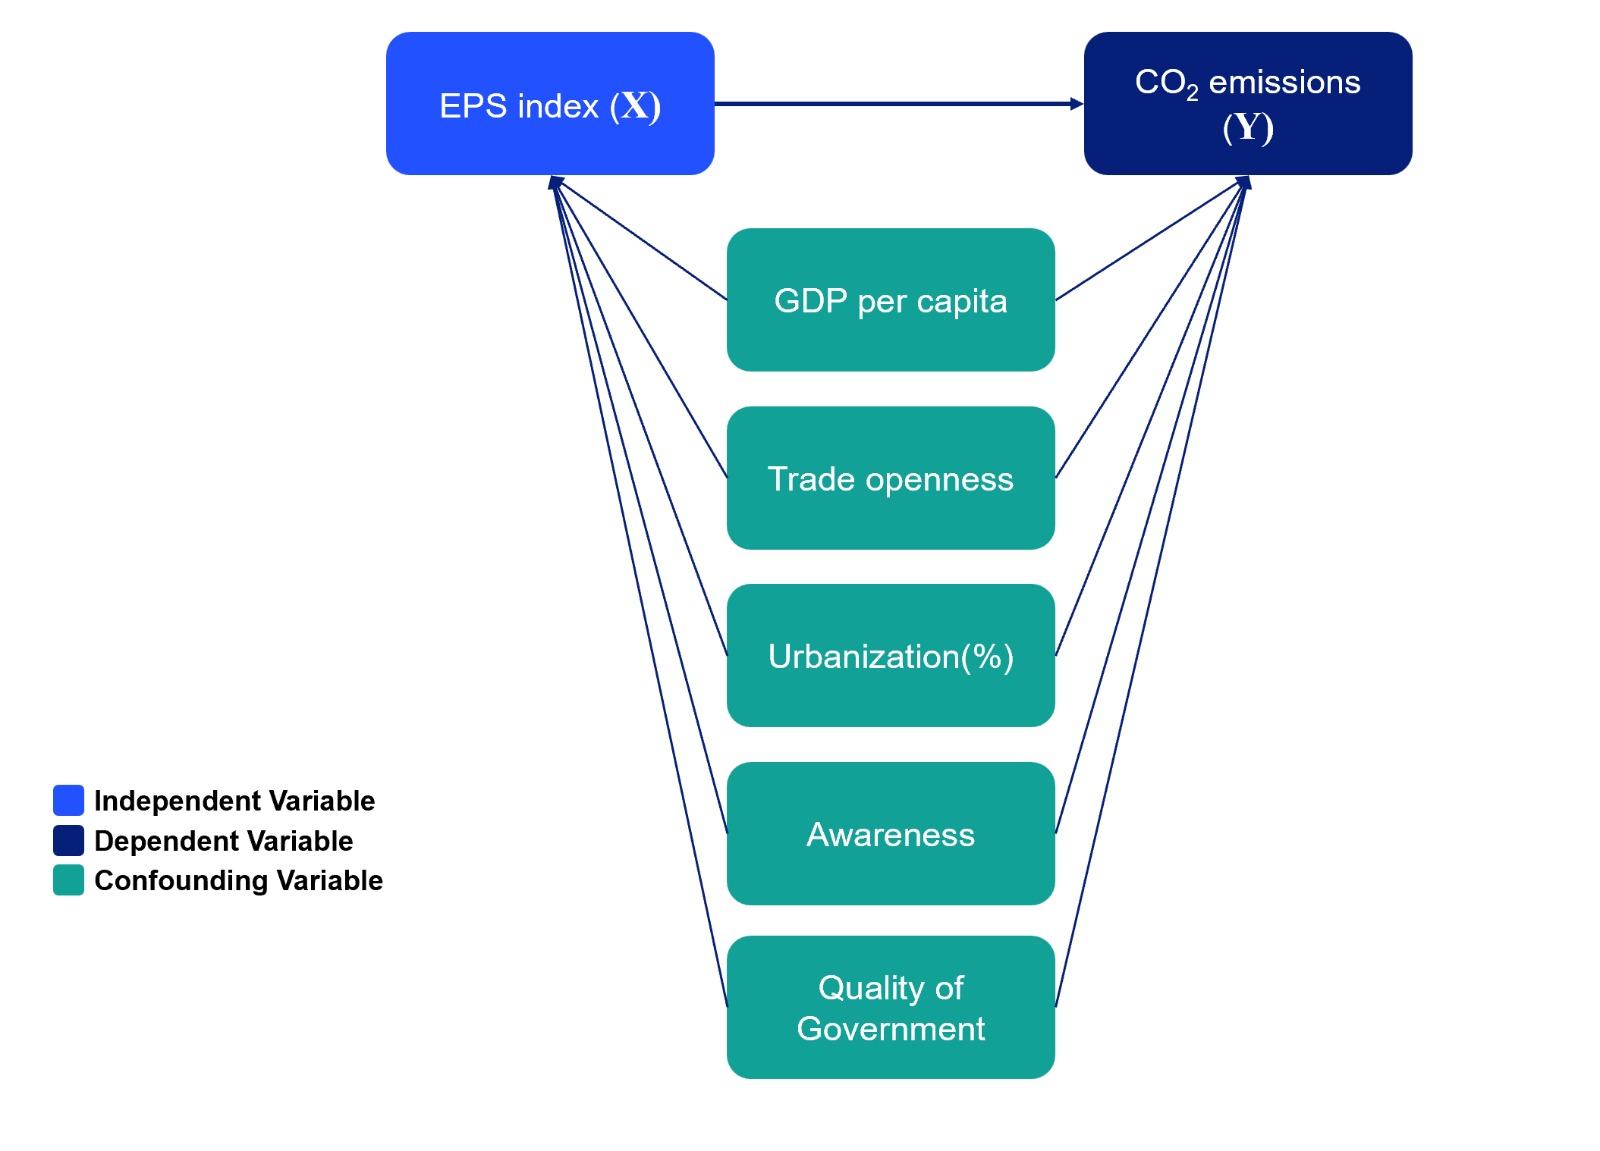 EPS index (X)
CO₂ emissions
(Y)
GDP per capita
Trade openness
Urbanization(%)
Awareness
Quality of
Government
Independent Variable
Dependent Variable
Confounding Variable